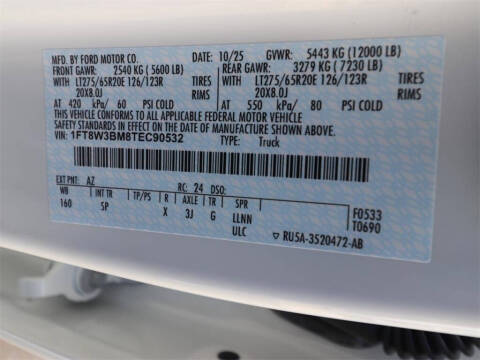 MFD. BY FORD MOTOR CO. 10/25 GVWR: 5443 KG (12000 LB)
FRONT GAWR: 2540 KG (5600 LB) REAR GAWR: 3279 KG (7230 LB)
LT275/65R20E 126/123R TIRES WITH LT275/65R20E 126/123R TIRES
20X8.0J RIMS 20X8.0J RIMS
AT 420 kPa/ 60 PSI COLD AT 550 kPa/ 80 PSI COLD
THIS VEHICLE CONFORMS TO ALL APPLICABLE FEDERAL MOTOR VEHICLE
SAFETY STANDARDS IN EFFECT ON THE DATE OF MANUFACTURE SHOWN ABOVE.
VIN: 1FT8W3BM8TEC90532 TYPE: Truck
EXT PNT: AZ RC: 24 DSO:
WB INT TR TP/PS R AXLE TR SPR
160 SP X 3J G LLNN F0533
ULC T0690
RU5A-3520472-AB